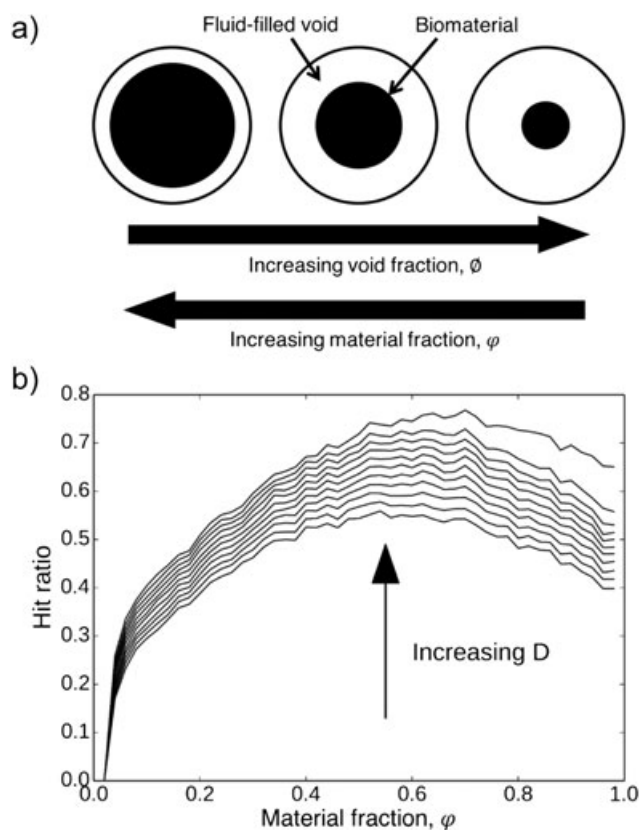 a)
Fluid-filled void
Biomaterial
Increasing void fraction, ø
Increasing material fraction, φ
b)
0.8
0.7
0.6
0.5
0.4
0.3
0.2
0.1
0.0
Hit ratio
Increasing D
0.0 0.2 0.4 0.6 0.8 1.0
Material fraction, φ